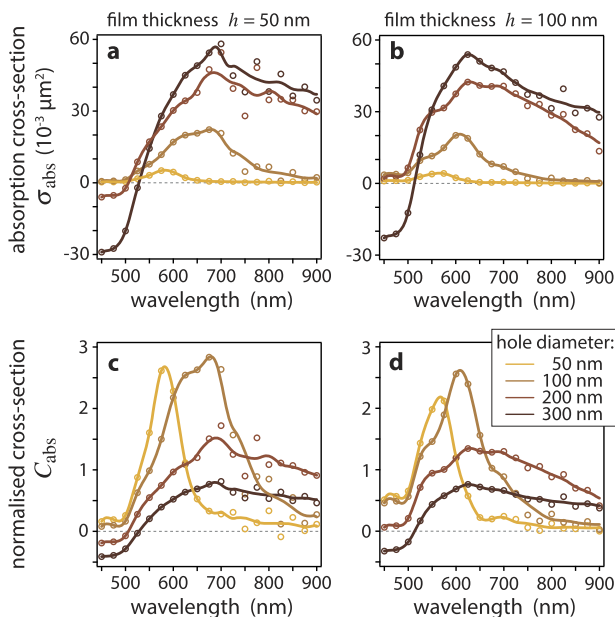 film thickness h = 50 nm
film thickness h = 100 nm
absorption cross-section
σabs (10⁻³ µm²)
a
b
60
30
0
-30
60
30
0
-30
500 600 700 800 900
500 600 700 800 900
wavelength (nm)
wavelength (nm)
normalised cross-section
Cabs
c
d
3
2
1
0
3
2
1
0
hole diameter:
50 nm
100 nm
200 nm
300 nm
500 600 700 800 900
500 600 700 800 900
wavelength (nm)
wavelength (nm)